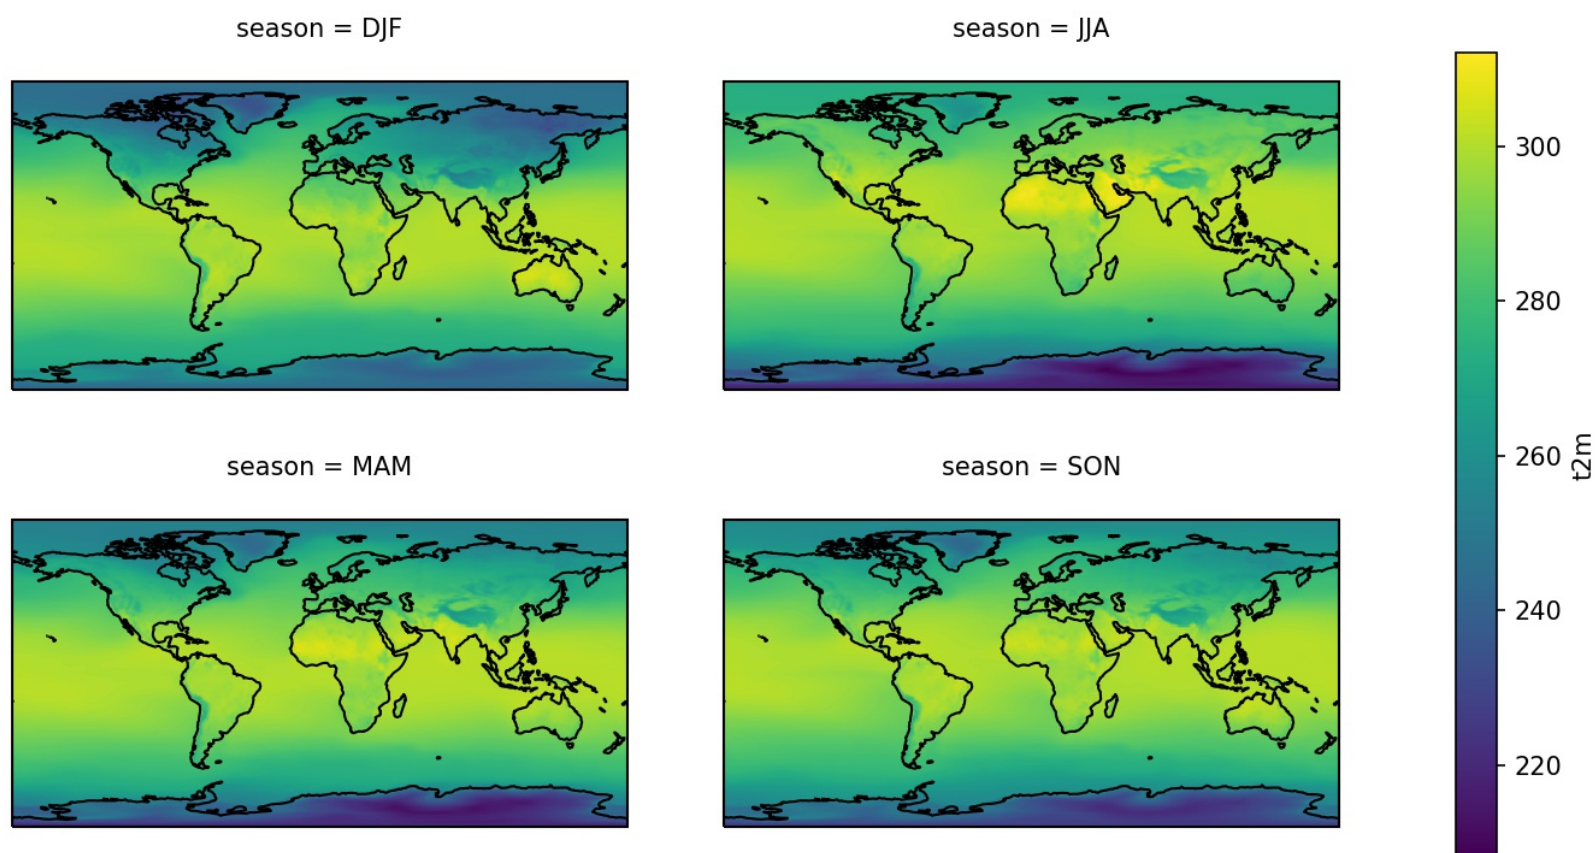 season = DJF
season = JJA
season = MAM
season = SON
300
280
260
240
220
t2m